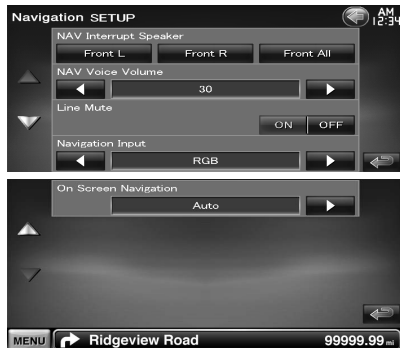 Navigation SETUP
AM 12:34
NAV Interrupt Speaker
Front L Front R Front All
NAV Voice Volume
30
Line Mute
ON OFF
Navigation Input
RGB
On Screen Navigation
Auto
MENU Ridgeview Road 99999.99 mi